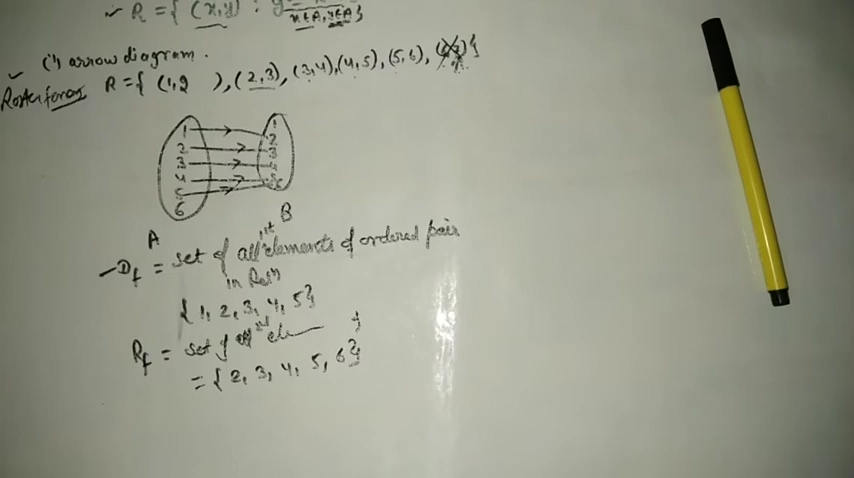 R = { (x,y) : y =
x∈A, y∈A }
(i) arrow diagram.
Roster form R = { (1,2 ), (2,3), (3,4), (4,5), (5,6), }
1 1
2 2
3 3
4 4
5 5
6
A B
- Df = set of all 1st elements of ordered pair
in Reln
{ 1, 2, 3, 4, 5 }
Rf = set of all ele }
= { 2, 3, 4, 5, 6 }